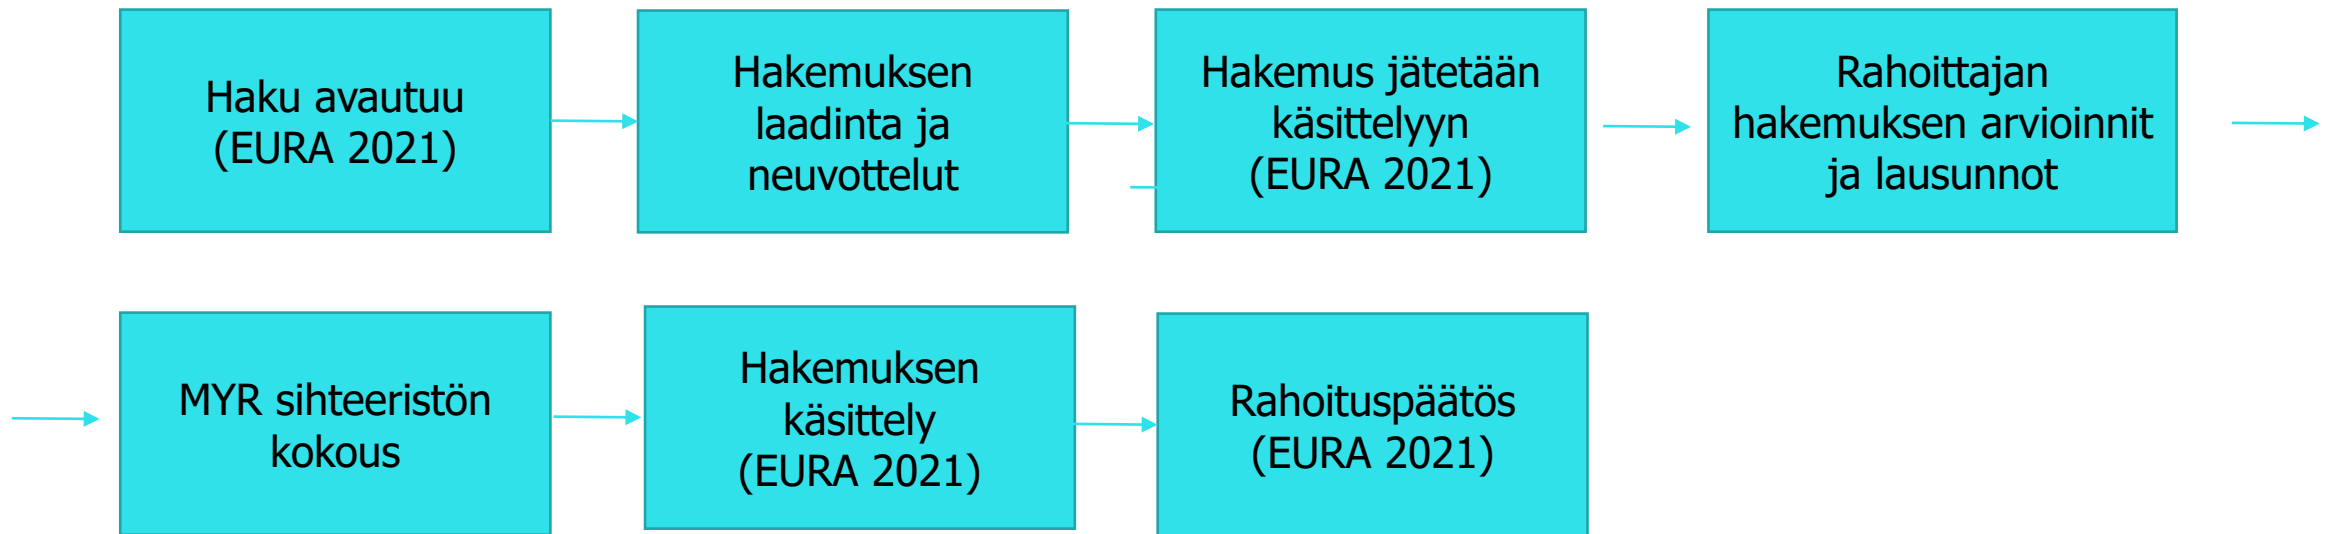 Haku avautuu
(EURA 2021)
Hakemuksen
laadinta ja
neuvottelut
Hakemus jätetään
käsittelyyn
(EURA 2021)
Rahoittajan
hakemuksen arvioinnit
ja lausunnot
MYR sihteeristön
kokous
Hakemuksen
käsittely
(EURA 2021)
Rahoituspäätös
(EURA 2021)